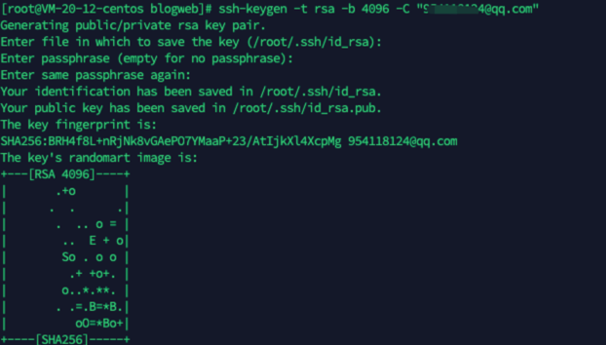 [root@VM-20-12-centos blogweb]# ssh-keygen -t rsa -b 4096 -C "24@qq.com"
Generating public/private rsa key pair.
Enter file in which to save the key (/root/.ssh/id_rsa):
Enter passphrase (empty for no passphrase):
Enter same passphrase again:
Your identification has been saved in /root/.ssh/id_rsa.
Your public key has been saved in /root/.ssh/id_rsa.pub.
The key fingerprint is:
SHA256:BRH4f8L+nRjNk8vGAePO7YMaaP+23/AtIjkXl4XcpMg 954118124@qq.com
The key's randomart image is:
+---[RSA 4096]----+
|       .+o       |
|      .  .      .|
|       .  .. o = |
|        ..  E + o|
|        So . o o |
|         .+ +o+. |
|        o..*.**. |
|       . .=.B=*B.|
|          oO=*Bo+|
+----[SHA256]-----+